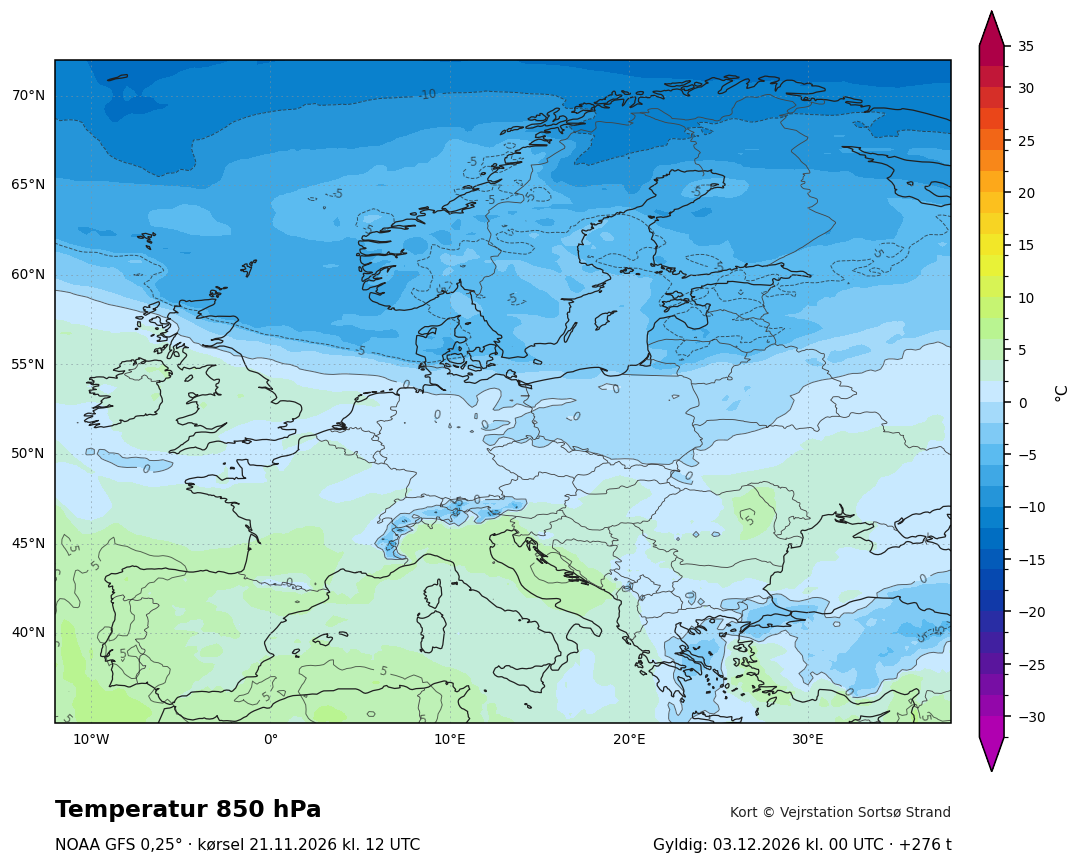 70°N
65°N
60°N
55°N
50°N
45°N
40°N
10°W
0°
10°E
20°E
30°E
35
30
25
20
15
10
5
0
−5
−10
−15
−20
−25
−30
°C
Temperatur 850 hPa
Kort © Vejrstation Sortsø Strand
NOAA GFS 0,25° · kørsel 21.11.2026 kl. 12 UTC
Gyldig: 03.12.2026 kl. 00 UTC · +276 t